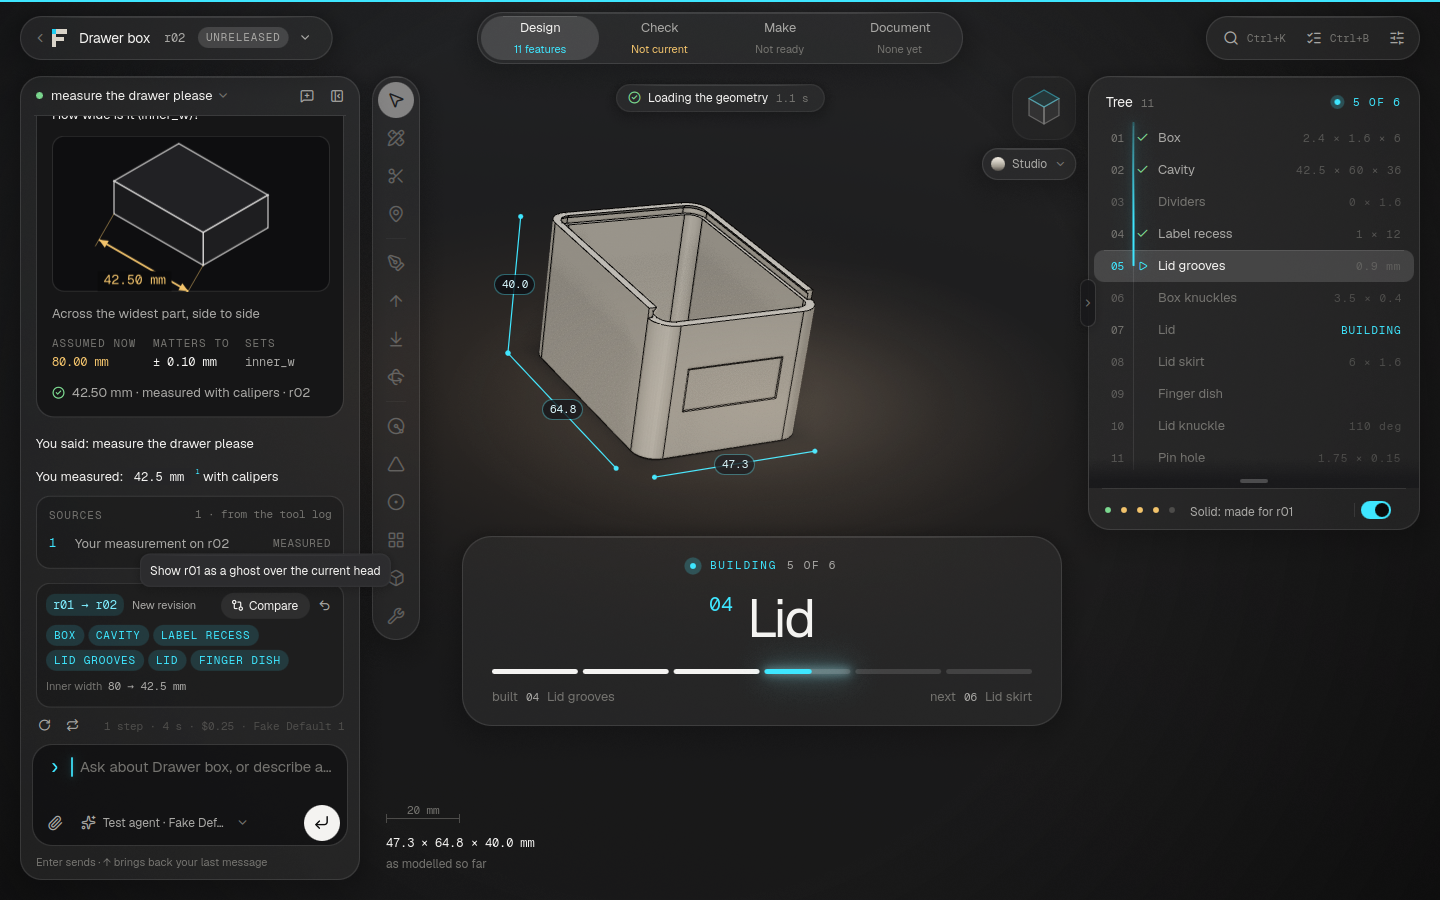 Drawer box r02 UNRELEASED
Design
11 features
Check
Not current
Make
Not ready
Document
None yet
Ctrl+K
Ctrl+B
measure the drawer please
How wide is it (inner_w)?
42.50 mm
Across the widest part, side to side
ASSUMED NOW MATTERS TO SETS
80.00 mm ± 0.10 mm inner_w
42.50 mm · measured with calipers · r02
You said: measure the drawer please
You measured: 42.5 mm 1 with calipers
SOURCES 1 · from the tool log
1 Your measurement on r02 MEASURED
Show r01 as a ghost over the current head
r01 → r02 New revision Compare
BOX CAVITY LABEL RECESS
LID GROOVES LID FINGER DISH
Inner width 80 → 42.5 mm
1 step · 4 s · $0.25 · Fake Default 1
Ask about Drawer box, or describe a...
Test agent · Fake Def...
Enter sends · ↑ brings back your last message
Loading the geometry 1.1 s
Studio
40.0
64.8
47.3
BUILDING 5 OF 6
04 Lid
built 04 Lid grooves
next 06 Lid skirt
20 mm
47.3 × 64.8 × 40.0 mm
as modelled so far
Tree 11 5 OF 6
01 Box 2.4 × 1.6 × 6
02 Cavity 42.5 × 60 × 36
03 Dividers 0 × 1.6
04 Label recess 1 × 12
05 Lid grooves 0.9 mm
06 Box knuckles 3.5 × 0.4
07 Lid BUILDING
08 Lid skirt 6 × 1.6
09 Finger dish
10 Lid knuckle 110 deg
11 Pin hole 1.75 × 0.15
Solid: made for r01